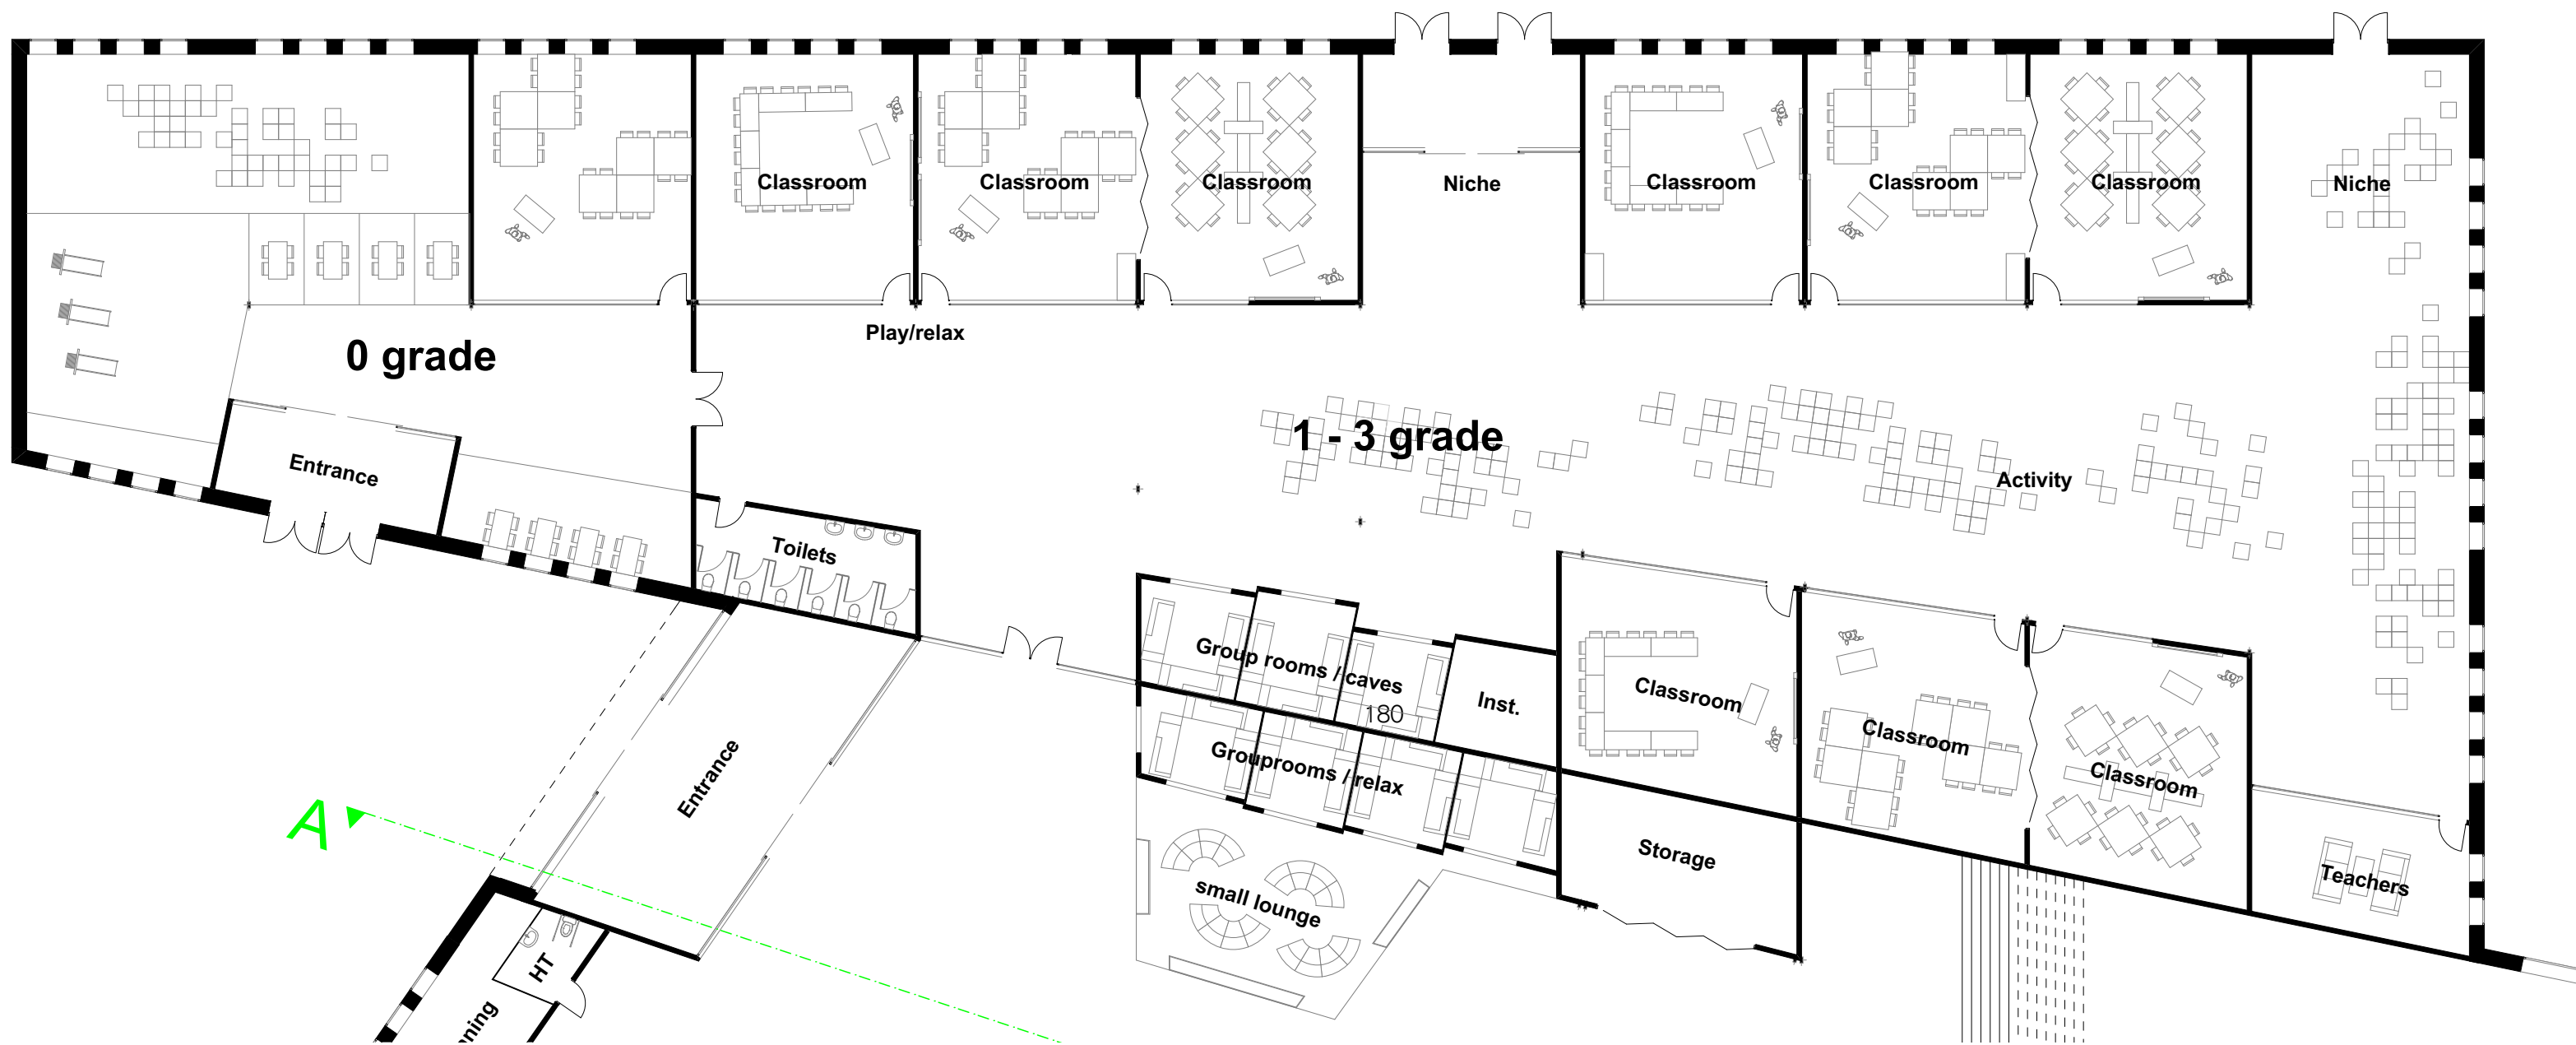 Classroom
Classroom
Classroom
Niche
Classroom
Classroom
Classroom
Niche
Play/relax
0 grade
1 - 3 grade
Entrance
Activity
Toilets
Group rooms / caves
Inst.
180
Classroom
Classroom
Classroom
Grouprooms / relax
Entrance
A
Storage
Teachers
small lounge
HT
ning